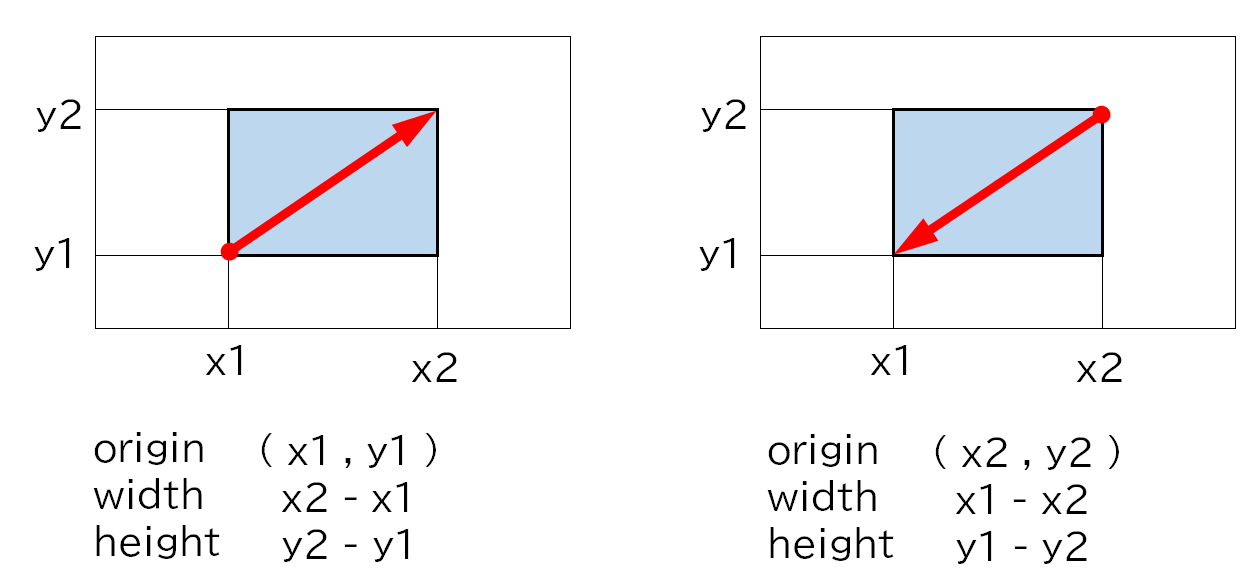 y2
y1
x1
x2
origin ( x1 , y1 )
width x2 - x1
height y2 - y1
y2
y1
x1
x2
origin ( x2 , y2 )
width x1 - x2
height y1 - y2